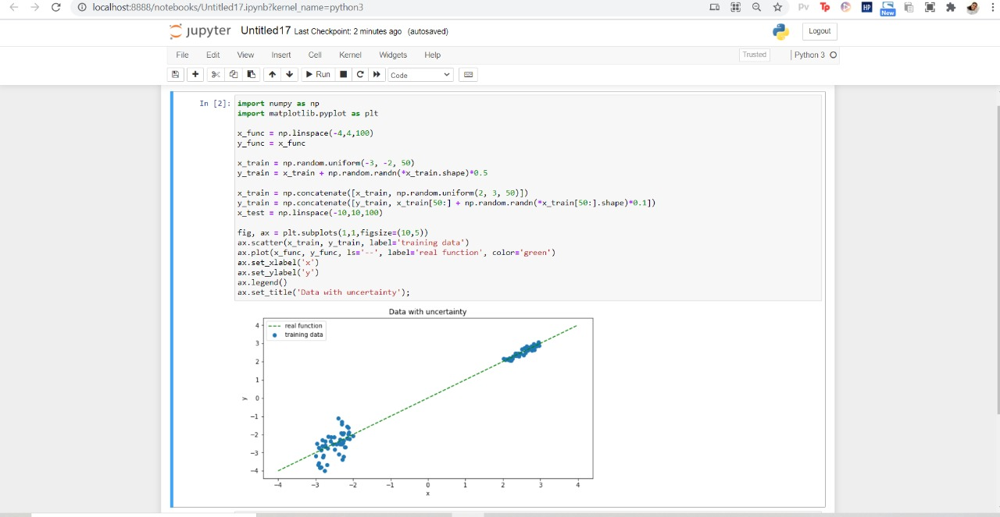 localhost:8888/notebooks/Untitled17.ipynb?kernel_name=python3
Pv Tp HP New
jupyter Untitled17 Last Checkpoint: 2 minutes ago (autosaved)
Logout
File Edit View Insert Cell Kernel Widgets Help
Trusted
Python 3
Run
Code
In [2]:
import numpy as np
import matplotlib.pyplot as plt
x_func = np.linspace(-4,4,100)
y_func = x_func
x_train = np.random.uniform(-3, -2, 50)
y_train = x_train + np.random.randn(*x_train.shape)*0.5
x_train = np.concatenate([x_train, np.random.uniform(2, 3, 50)])
y_train = np.concatenate([y_train, x_train[50:] + np.random.randn(*x_train[50:].shape)*0.1])
x_test = np.linspace(-10,10,100)
fig, ax = plt.subplots(1,1,figsize=(10,5))
ax.scatter(x_train, y_train, label='training data')
ax.plot(x_func, y_func, ls='--', label='real function', color='green')
ax.set_xlabel('x')
ax.set_ylabel('y')
ax.legend()
ax.set_title('Data with uncertainty');
Data with uncertainty
real function
training data
4
3
2
1
0
−1
−2
−3
−4
y
−4 −3 −2 −1 0 1 2 3 4
x